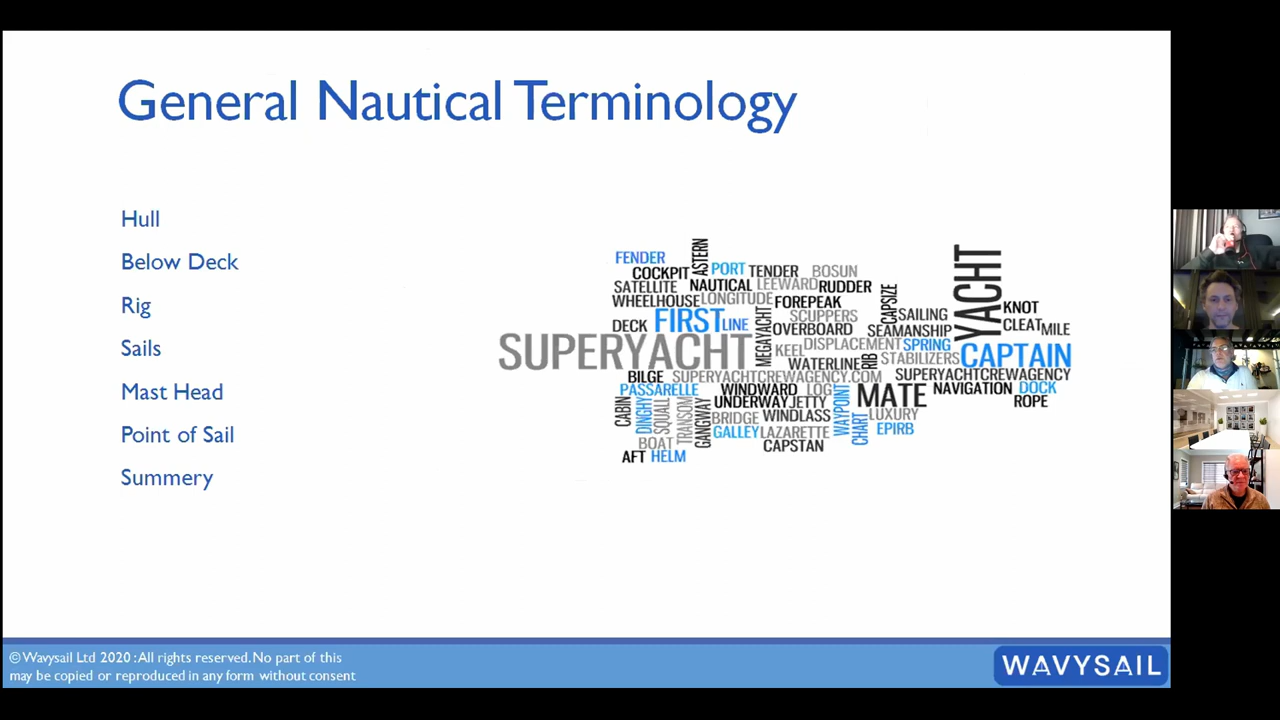 General Nautical Terminology
Hull
Below Deck
Rig
Sails
Mast Head
Point of Sail
Summery
FENDER
ASTERN
COCKPIT
PORT
TENDER
BOSUN
SATELLITE
NAUTICAL
LEEWARD
RUDDER
WHEELHOUSE
LONGITUDE
FOREPEAK
CAPSIZE
YACHT
KNOT
DECK
FIRST
LINE
MEGAYACHT
SCUPPERS
OVERBOARD
SAILING
SEAMANSHIP
CLEAT
MILE
SUPERYACHT
KEEL
DISPLACEMENT
WATERLINE
RIB
SPRING
STABILIZERS
CAPTAIN
BILGE
SUPERYACHTCREWAGENCY.COM
SUPERYACHTCREWAGENCY
PASSARELLE
WINDWARD
LOG
MATE
NAVIGATION
DOCK
CABIN
DINGHY
SQUALL
TRANSOM
GANGWAY
UNDERWAY
JETTY
WAYPOINT
ROPE
BRIDGE
WINDLASS
CHART
LUXURY
BOAT
GALLEY
LAZARETTE
EPIRB
AFT
HELM
CAPSTAN
© Wavysail Ltd 2020 : All rights reserved. No part of this
may be copied or reproduced in any form without consent
WAVYSAIL